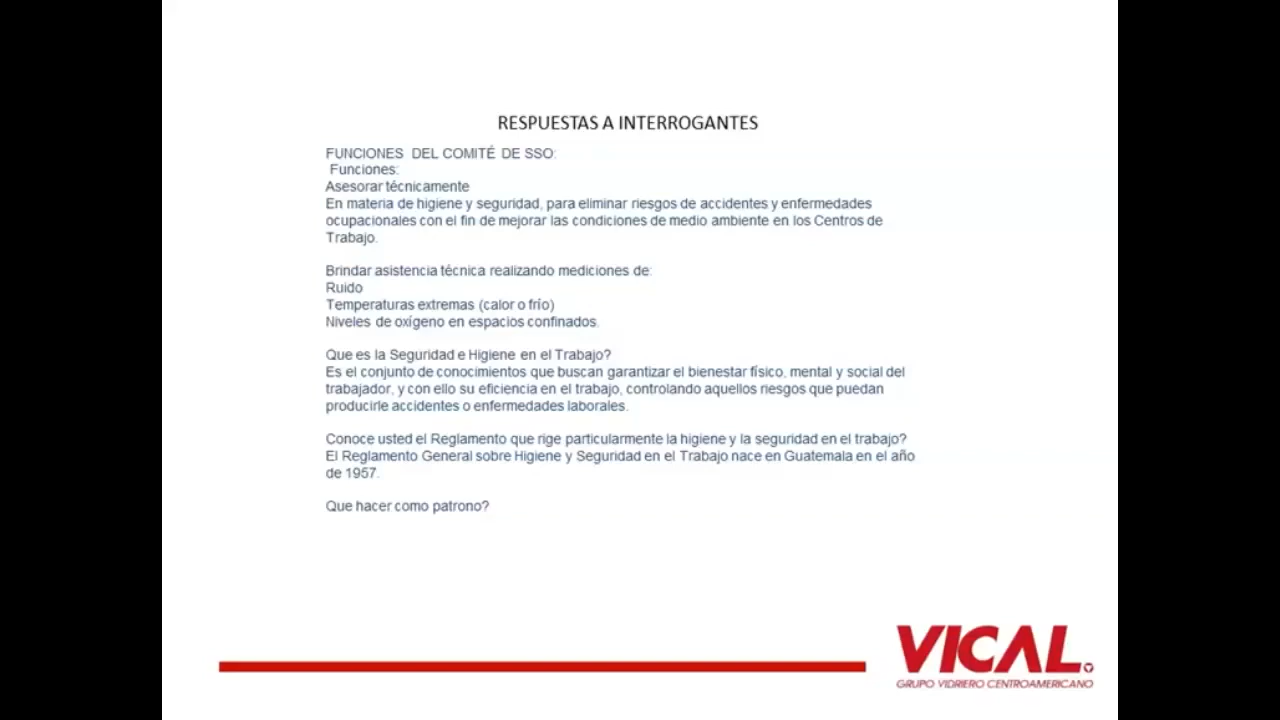 RESPUESTAS A INTERROGANTES
FUNCIONES DEL COMITÉ DE SSO:
Funciones:
Asesorar técnicamente
En materia de higiene y seguridad, para eliminar riesgos de accidentes y enfermedades
ocupacionales con el fin de mejorar las condiciones de medio ambiente en los Centros de
Trabajo.
Brindar asistencia técnica realizando mediciones de:
Ruido
Temperaturas extremas (calor o frío)
Niveles de oxígeno en espacios confinados.
Que es la Seguridad e Higiene en el Trabajo?
Es el conjunto de conocimientos que buscan garantizar el bienestar físico, mental y social del
trabajador, y con ello su eficiencia en el trabajo, controlando aquellos riesgos que puedan
producirle accidentes o enfermedades laborales.
Conoce usted el Reglamento que rige particularmente la higiene y la seguridad en el trabajo?
El Reglamento General sobre Higiene y Seguridad en el Trabajo nace en Guatemala en el año
de 1957.
Que hacer como patrono?
VICAL
GRUPO VIDRIERO CENTROAMERICANO